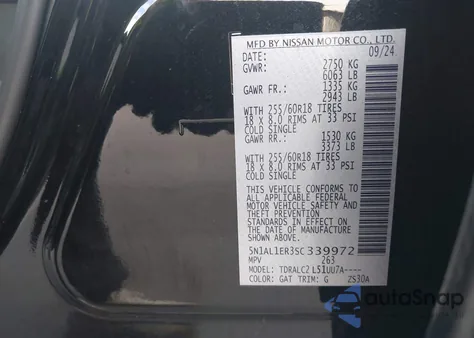 MFD BY NISSAN MOTOR CO., LTD.
DATE: 09/24
GVWR: 2750 KG
6063 LB
GAWR FR.: 1335 KG
2943 LB
WITH 255/60R18 TIRES
18 X 8.0 RIMS AT 33 PSI
COLD SINGLE
GAWR RR.: 1530 KG
3373 LB
WITH 255/60R18 TIRES
18 X 8.0 RIMS AT 33 PSI
COLD SINGLE
THIS VEHICLE CONFORMS TO
ALL APPLICABLE FEDERAL
MOTOR VEHICLE SAFETY AND
THEFT PREVENTION
STANDARDS IN EFFECT ON
THE DATE OF MANUFACTURE
SHOWN ABOVE.
5N1AL1ER3SC339972
MPV 263
MODEL: TDRALC2 L51UU7A----
COLOR: GAT TRIM: G ZS30A
autoSnap